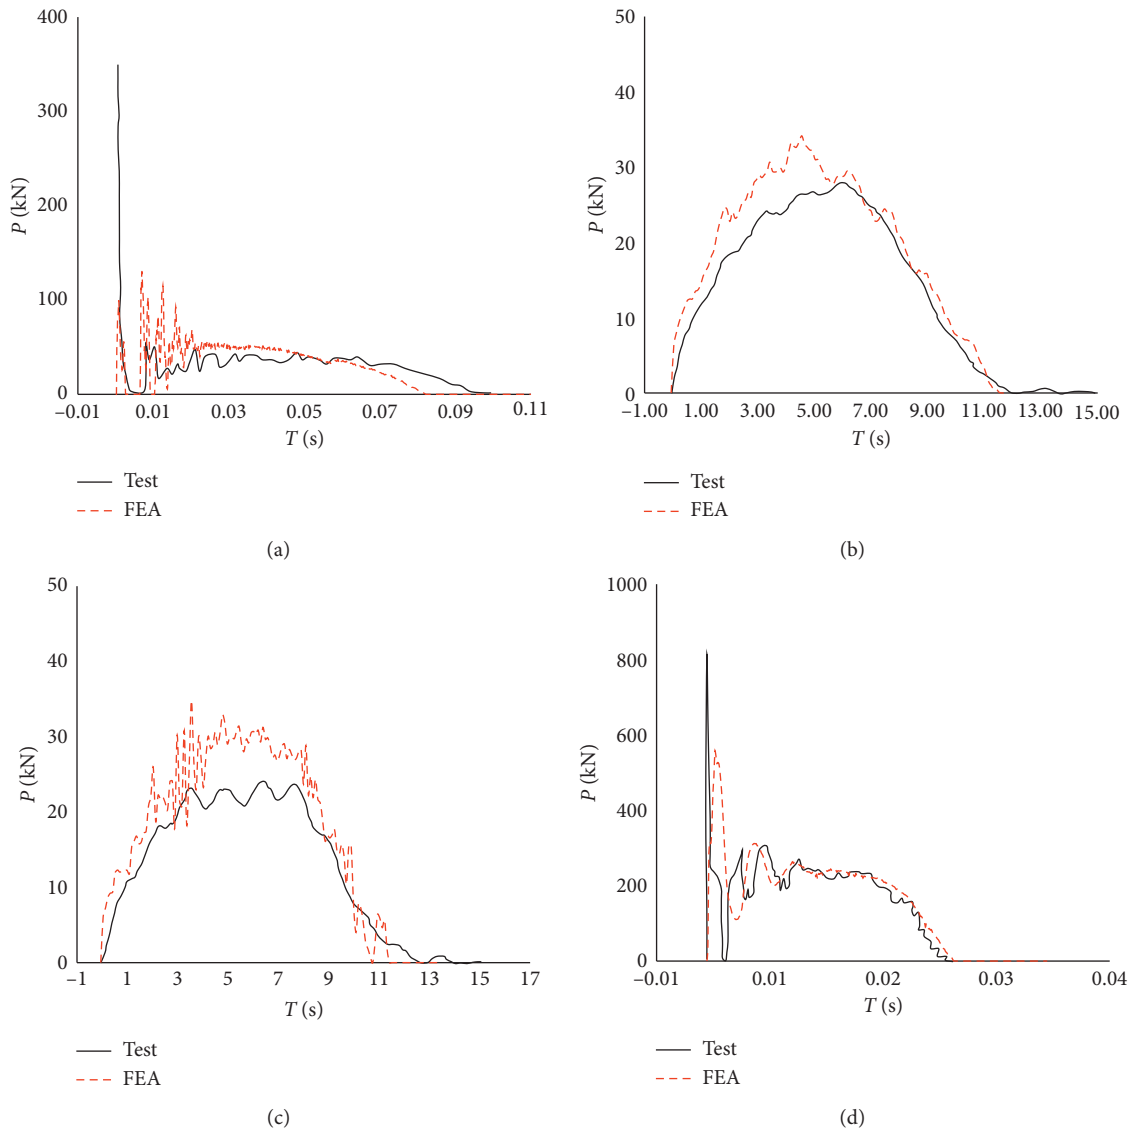 400
300
200
100
0
P (kN)
–0.01 0.01 0.03 0.05 0.07 0.09 0.11
T (s)
Test
FEA
(a)
50
40
30
20
10
0
P (kN)
–1.00 1.00 3.00 5.00 7.00 9.00 11.00 13.00 15.00
T (s)
Test
FEA
(b)
50
40
30
20
10
0
P (kN)
–1 1 3 5 7 9 11 13 15 17
T (s)
Test
FEA
(c)
1000
800
600
400
200
0
P (kN)
–0.01 0.01 0.02 0.03 0.04
T (s)
Test
FEA
(d)